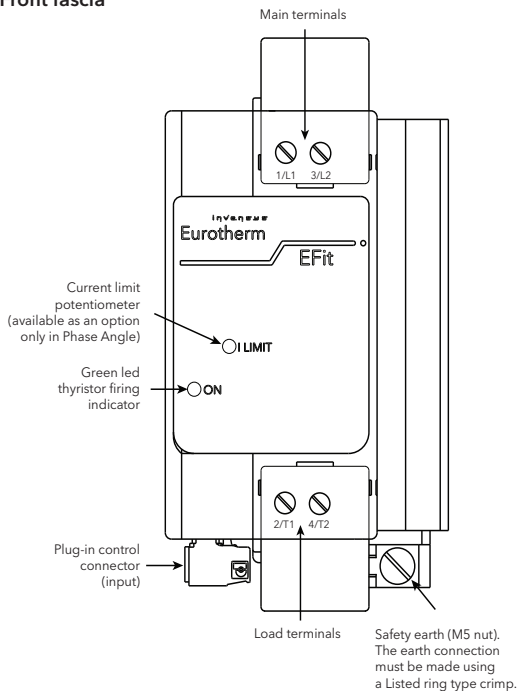 Front fascia
Main terminals
1/L1 3/L2
invensys
Eurotherm
EFit
Current limit
potentiometer
(available as an option
only in Phase Angle)
I LIMIT
Green led
thyristor firing
indicator
ON
2/T1 4/T2
Plug-in control
connector
(input)
Load terminals
Safety earth (M5 nut).
The earth connection
must be made using
a Listed ring type crimp.